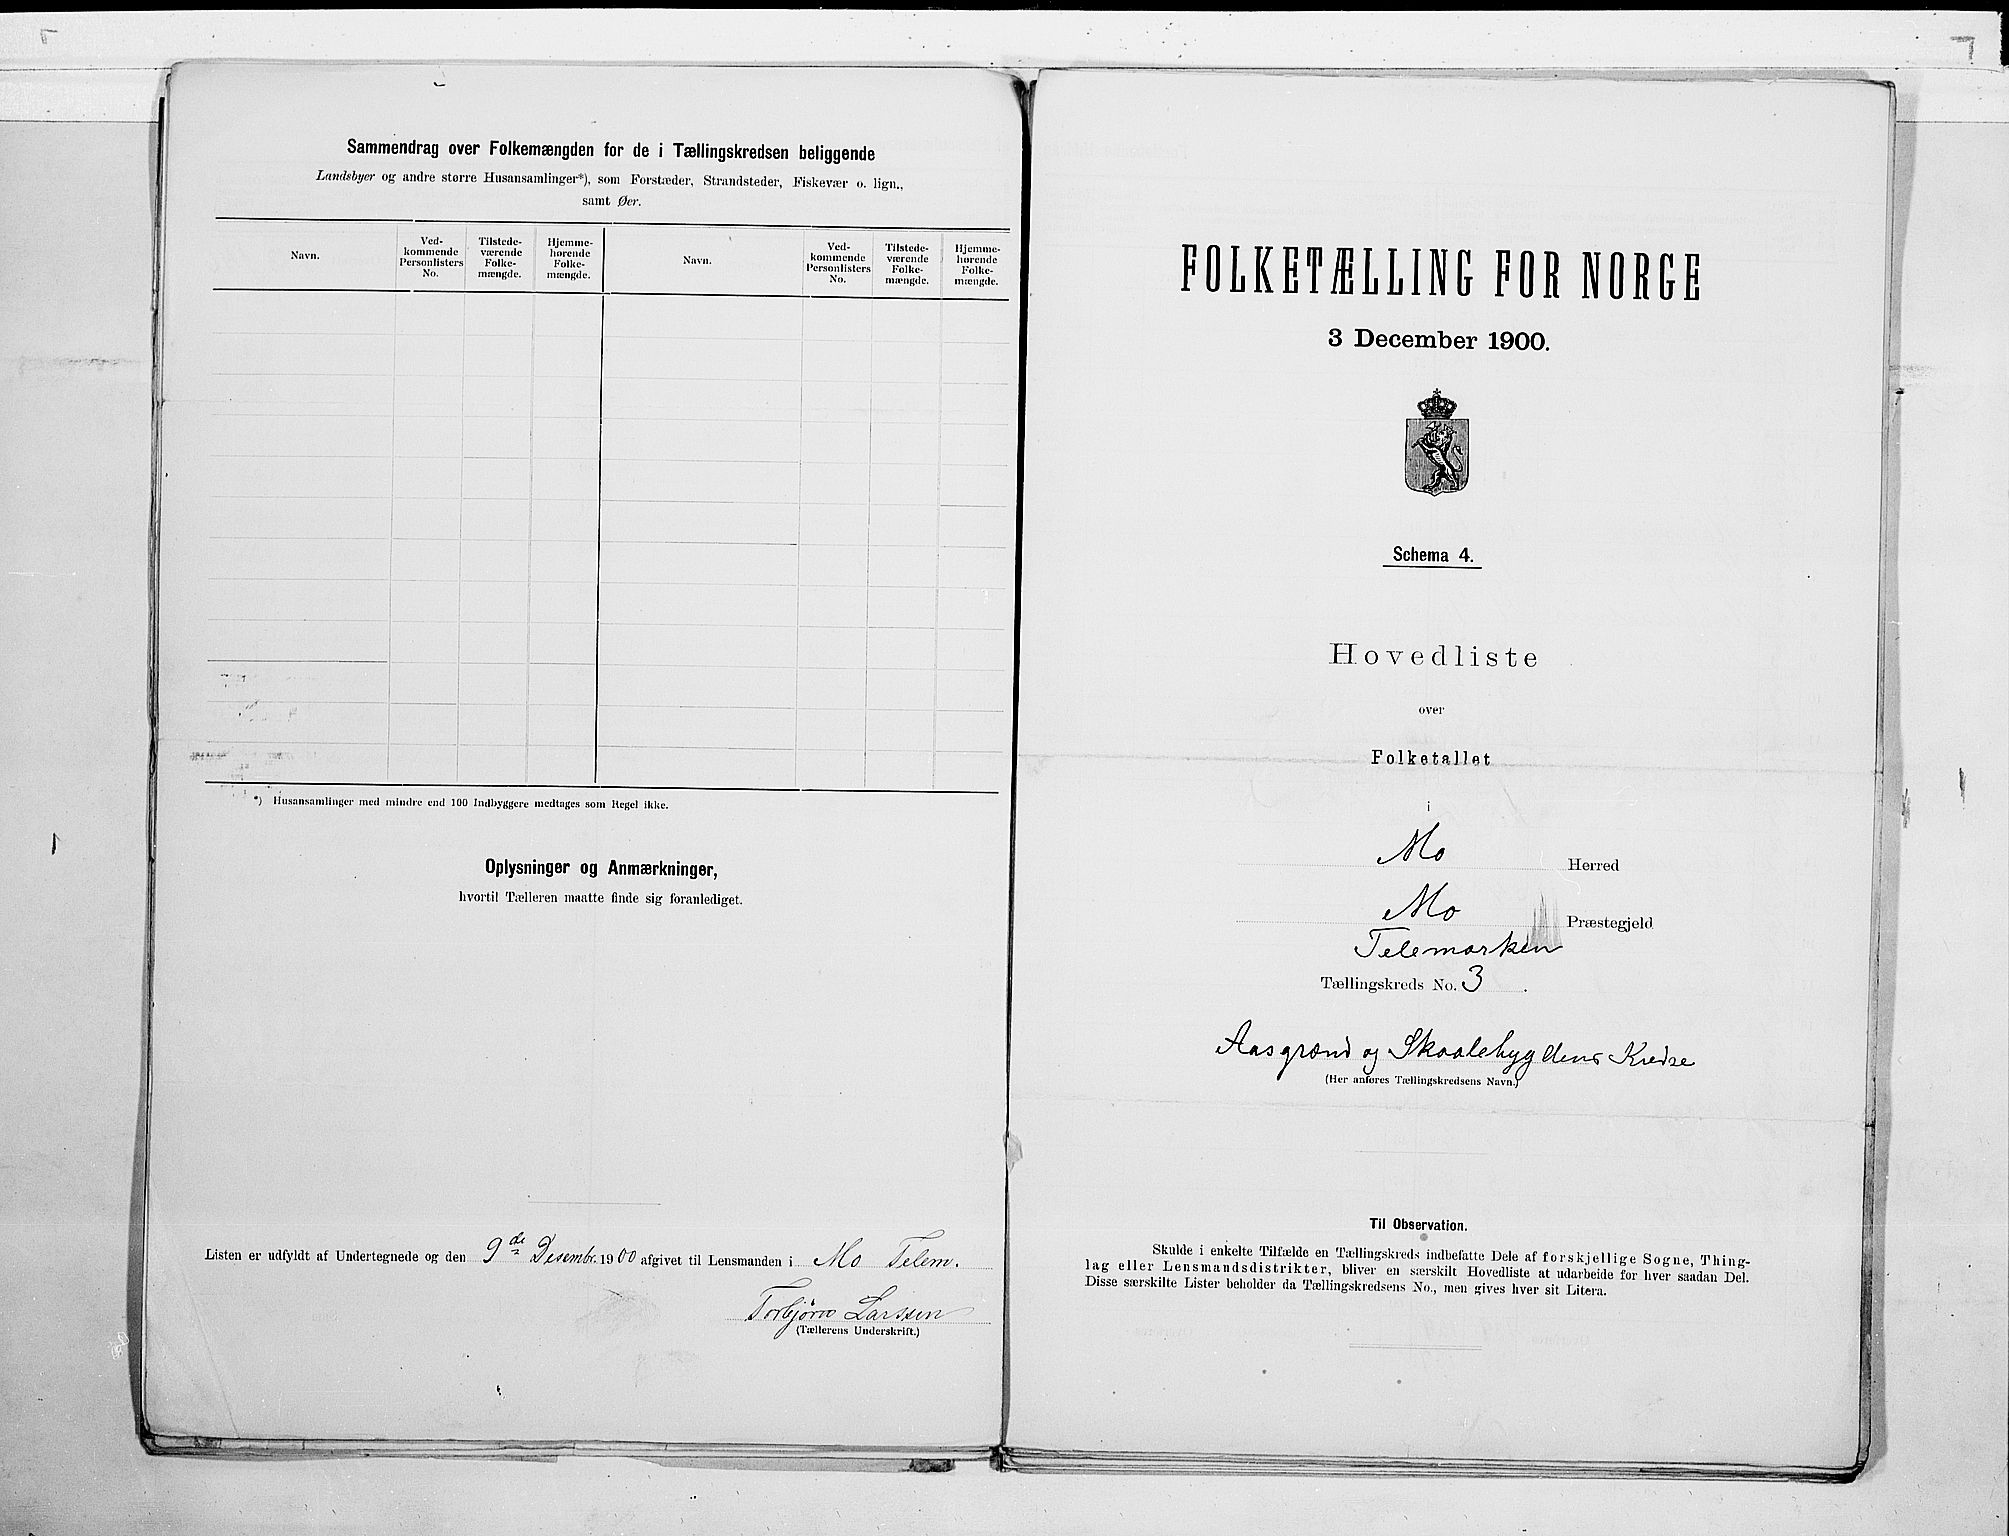 Sammendrag over Folkemængden for de i Tællingskredsen beliggende
Landsbyer og andre større Husansamlinger*), som Forstæder, Strandsteder, Fiskevær o. lign.,
samt Øer.
Navn.
Ved-
kommende
Personlisters
No.
Tilstede-
værende
Folke-
mængde.
Hjemme-
hørende
Folke-
mængde.
Navn.
Ved-
kommende
Personlisters
No.
Tilstede-
værende
Folke-
mængde.
Hjemme-
hørende
Folke-
mængde.
*) Husansamlinger med mindre end 100 Indbyggere medtages som Regel ikke.
Oplysninger og Anmærkninger,
hvortil Tælleren maatte finde sig foranlediget.
Listen er udfyldt af Undertegnede og den 9de Desembr. 1900 afgivet til Lensmanden i Mo Telem.
Torbjørn Larssen
(Tællerens Underskrift.)
FOLKETÆLLING FOR NORGE
3 December 1900.
Schema 4.
Hovedliste
over
Folketallet
i
Mo Herred
Mo Præstegjeld
Telemarken
Tællingskreds No. 3.
Aasgrænd og Skaalebygdens Kredse
(Her anføres Tællingskredsens Navn.)
Til Observation.
Skulde i enkelte Tilfælde en Tællingskreds indbefatte Dele af forskjellige Sogne, Thing-
lag eller Lensmandsdistrikter, bliver en særskilt Hovedliste at udarbeide for hver saadan Del.
Disse særskilte Lister beholder da Tællingskredsens No., men gives hver sit Litera.